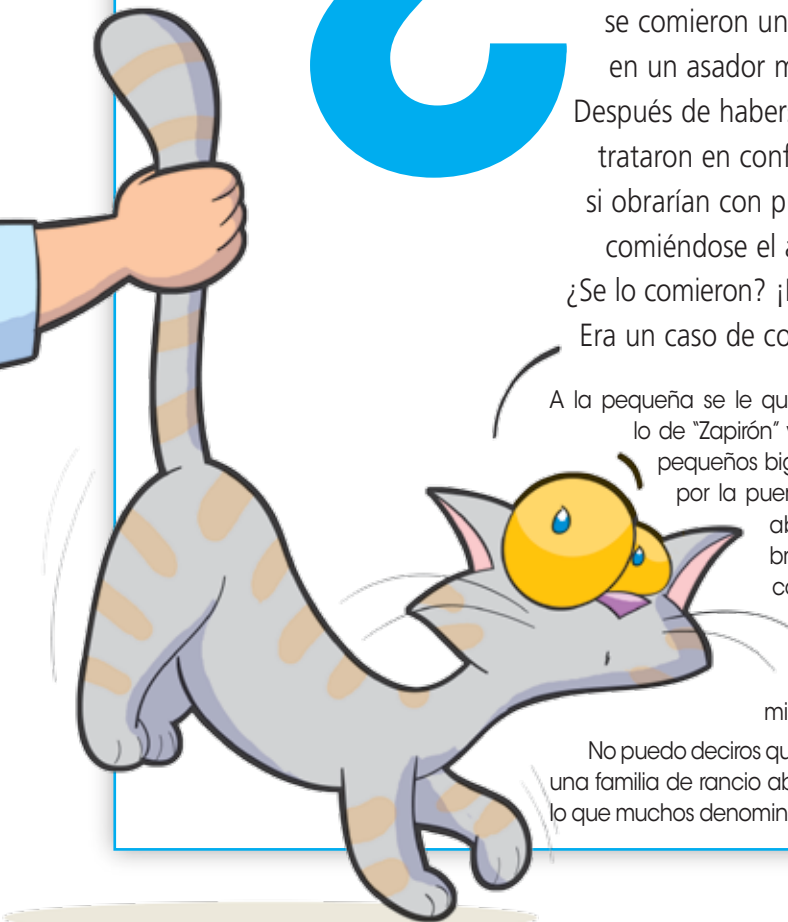 ¿
se comieron un
en un asador m
Después de haber
trataron en conf
si obrarían con p
comiéndose el a
¿Se lo comieron? ¡
Era un caso de co
A la pequeña se le qu
lo de "Zapirón" y
pequeños big
por la puer
ab
br
co
mi
No puedo deciros qu
una familia de rancio ab
lo que muchos denomin